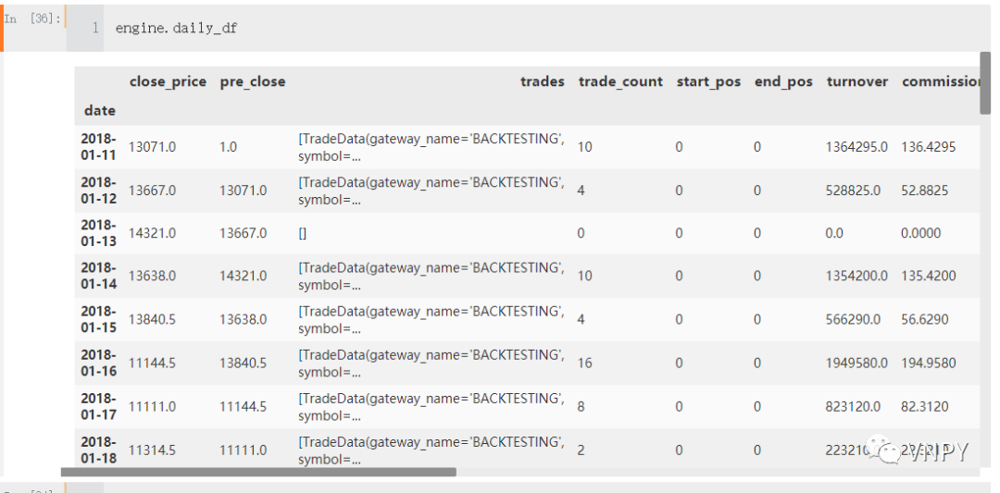 In [36]:
1 engine.daily_df
close_price pre_close trades trade_count start_pos end_pos turnover commission
date
2018-01-11 13071.0 1.0 [TradeData(gateway_name='BACKTESTING', symbol=... 10 0 0 1364295.0 136.4295
2018-01-12 13667.0 13071.0 [TradeData(gateway_name='BACKTESTING', symbol=... 4 0 0 528825.0 52.8825
2018-01-13 14321.0 13667.0 [] 0 0 0 0.0 0.0000
2018-01-14 13638.0 14321.0 [TradeData(gateway_name='BACKTESTING', symbol=... 10 0 0 1354200.0 135.4200
2018-01-15 13840.5 13638.0 [TradeData(gateway_name='BACKTESTING', symbol=... 4 0 0 566290.0 56.6290
2018-01-16 11144.5 13840.5 [TradeData(gateway_name='BACKTESTING', symbol=... 16 0 0 1949580.0 194.9580
2018-01-17 11111.0 11144.5 [TradeData(gateway_name='BACKTESTING', symbol=... 8 0 0 823120.0 82.3120
2018-01-18 11314.5 11111.0 [TradeData(gateway_name='BACKTESTING', symbol=... 2 0 0
VNPY